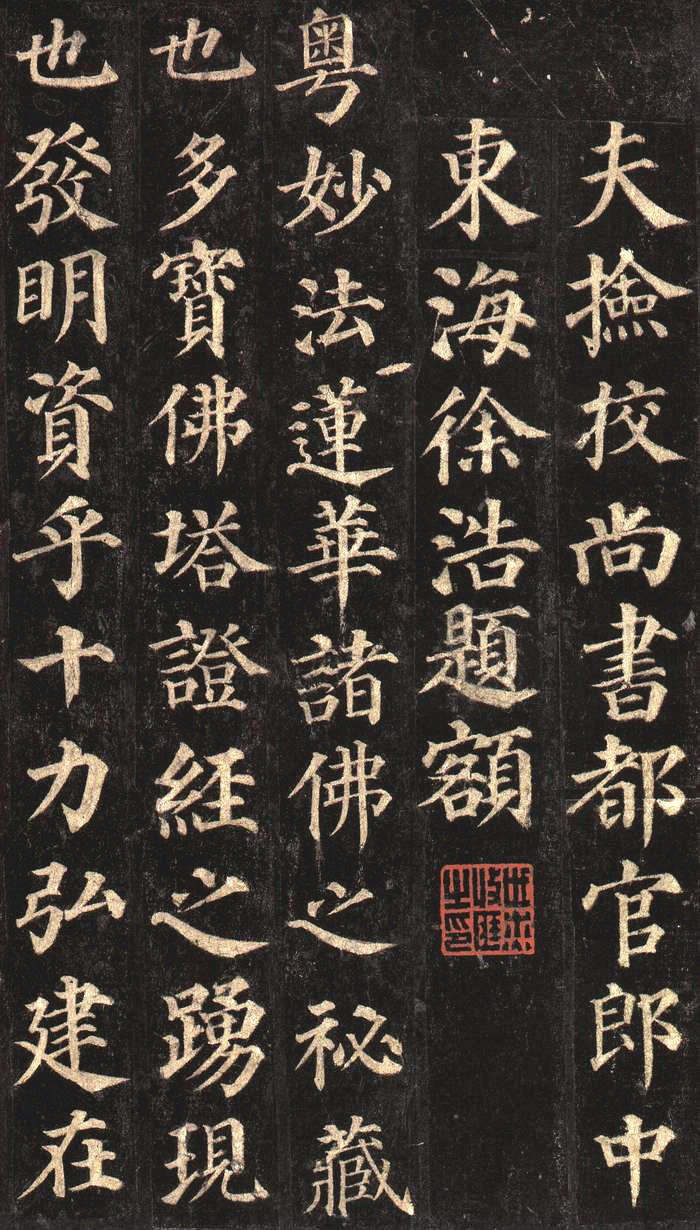 夫撿挍尚書都官郎中
東海徐浩題額
粵妙法蓮華諸佛之祕藏
也多寶佛塔證經之踴現
也發明資乎十力弘建在